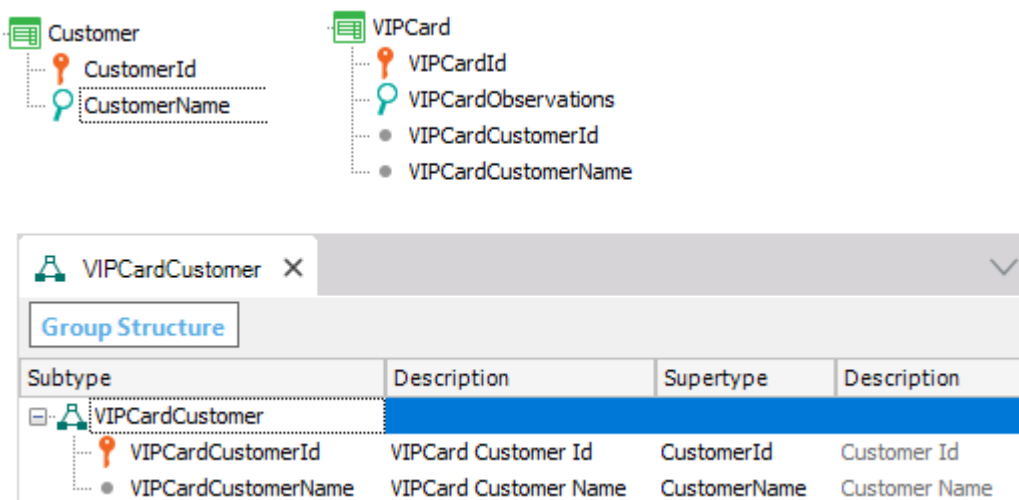 Customer
CustomerId
CustomerName
VIPCard
VIPCardId
VIPCardObservations
VIPCardCustomerId
VIPCardCustomerName
VIPCardCustomer
Group Structure
Subtype Description Supertype Description
VIPCardCustomer
VIPCardCustomerId VIPCard Customer Id CustomerId Customer Id
VIPCardCustomerName VIPCard Customer Name CustomerName Customer Name